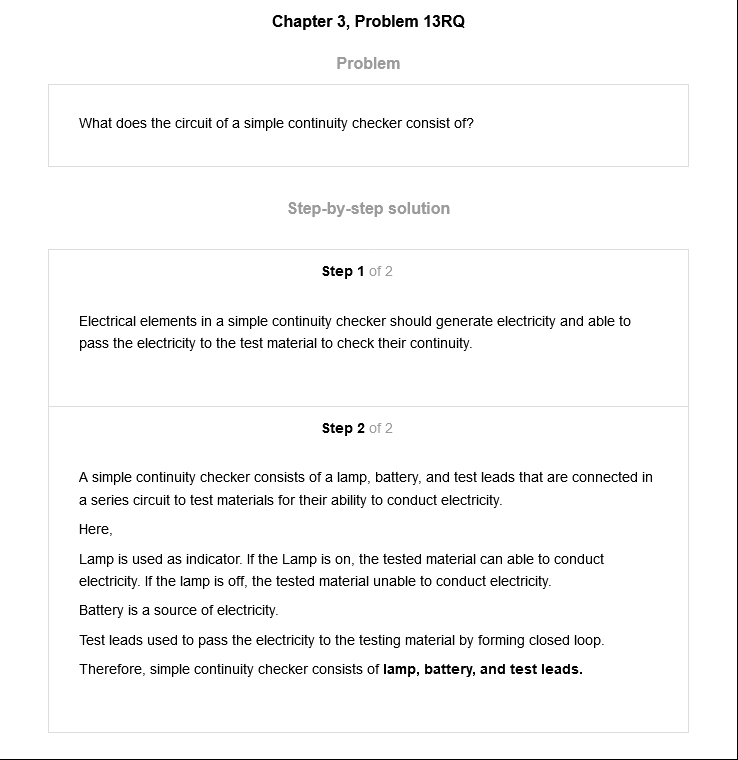 Chapter 3, Problem 13RQ
Problem
What does the circuit of a simple continuity checker consist of?
Step-by-step solution
Step 1 of 2
Electrical elements in a simple continuity checker should generate electricity and able to
pass the electricity to the test material to check their continuity.
Step 2 of 2
A simple continuity checker consists of a lamp, battery, and test leads that are connected in
a series circuit to test materials for their ability to conduct electricity.
Here,
Lamp is used as indicator. If the Lamp is on, the tested material can able to conduct
electricity. If the lamp is off, the tested material unable to conduct electricity.
Battery is a source of electricity.
Test leads used to pass the electricity to the testing material by forming closed loop.
Therefore, simple continuity checker consists of lamp, battery, and test leads.